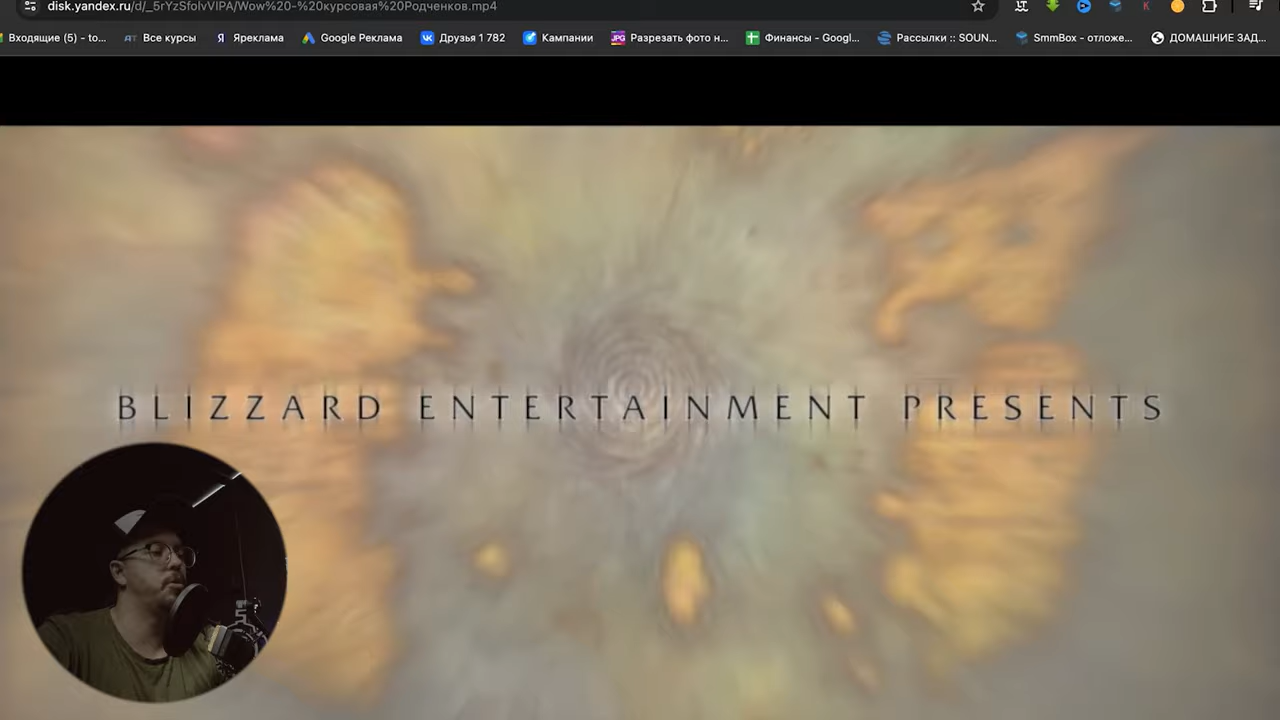 disk.yandex.ru/d/_5rYzSfoIvVIPA/Wow%20-%20курсовая%20Родченков.mp4
Входящие (5) - to... Все курсы Яреклама Google Реклама Друзья 1 782 Кампании Разрезать фото н... Финансы – Googl... Рассылки :: SOUN... SmmBox - отложе... ДОМАШНИЕ ЗАД...
BLIZZARD ENTERTAINMENT PRESENTS